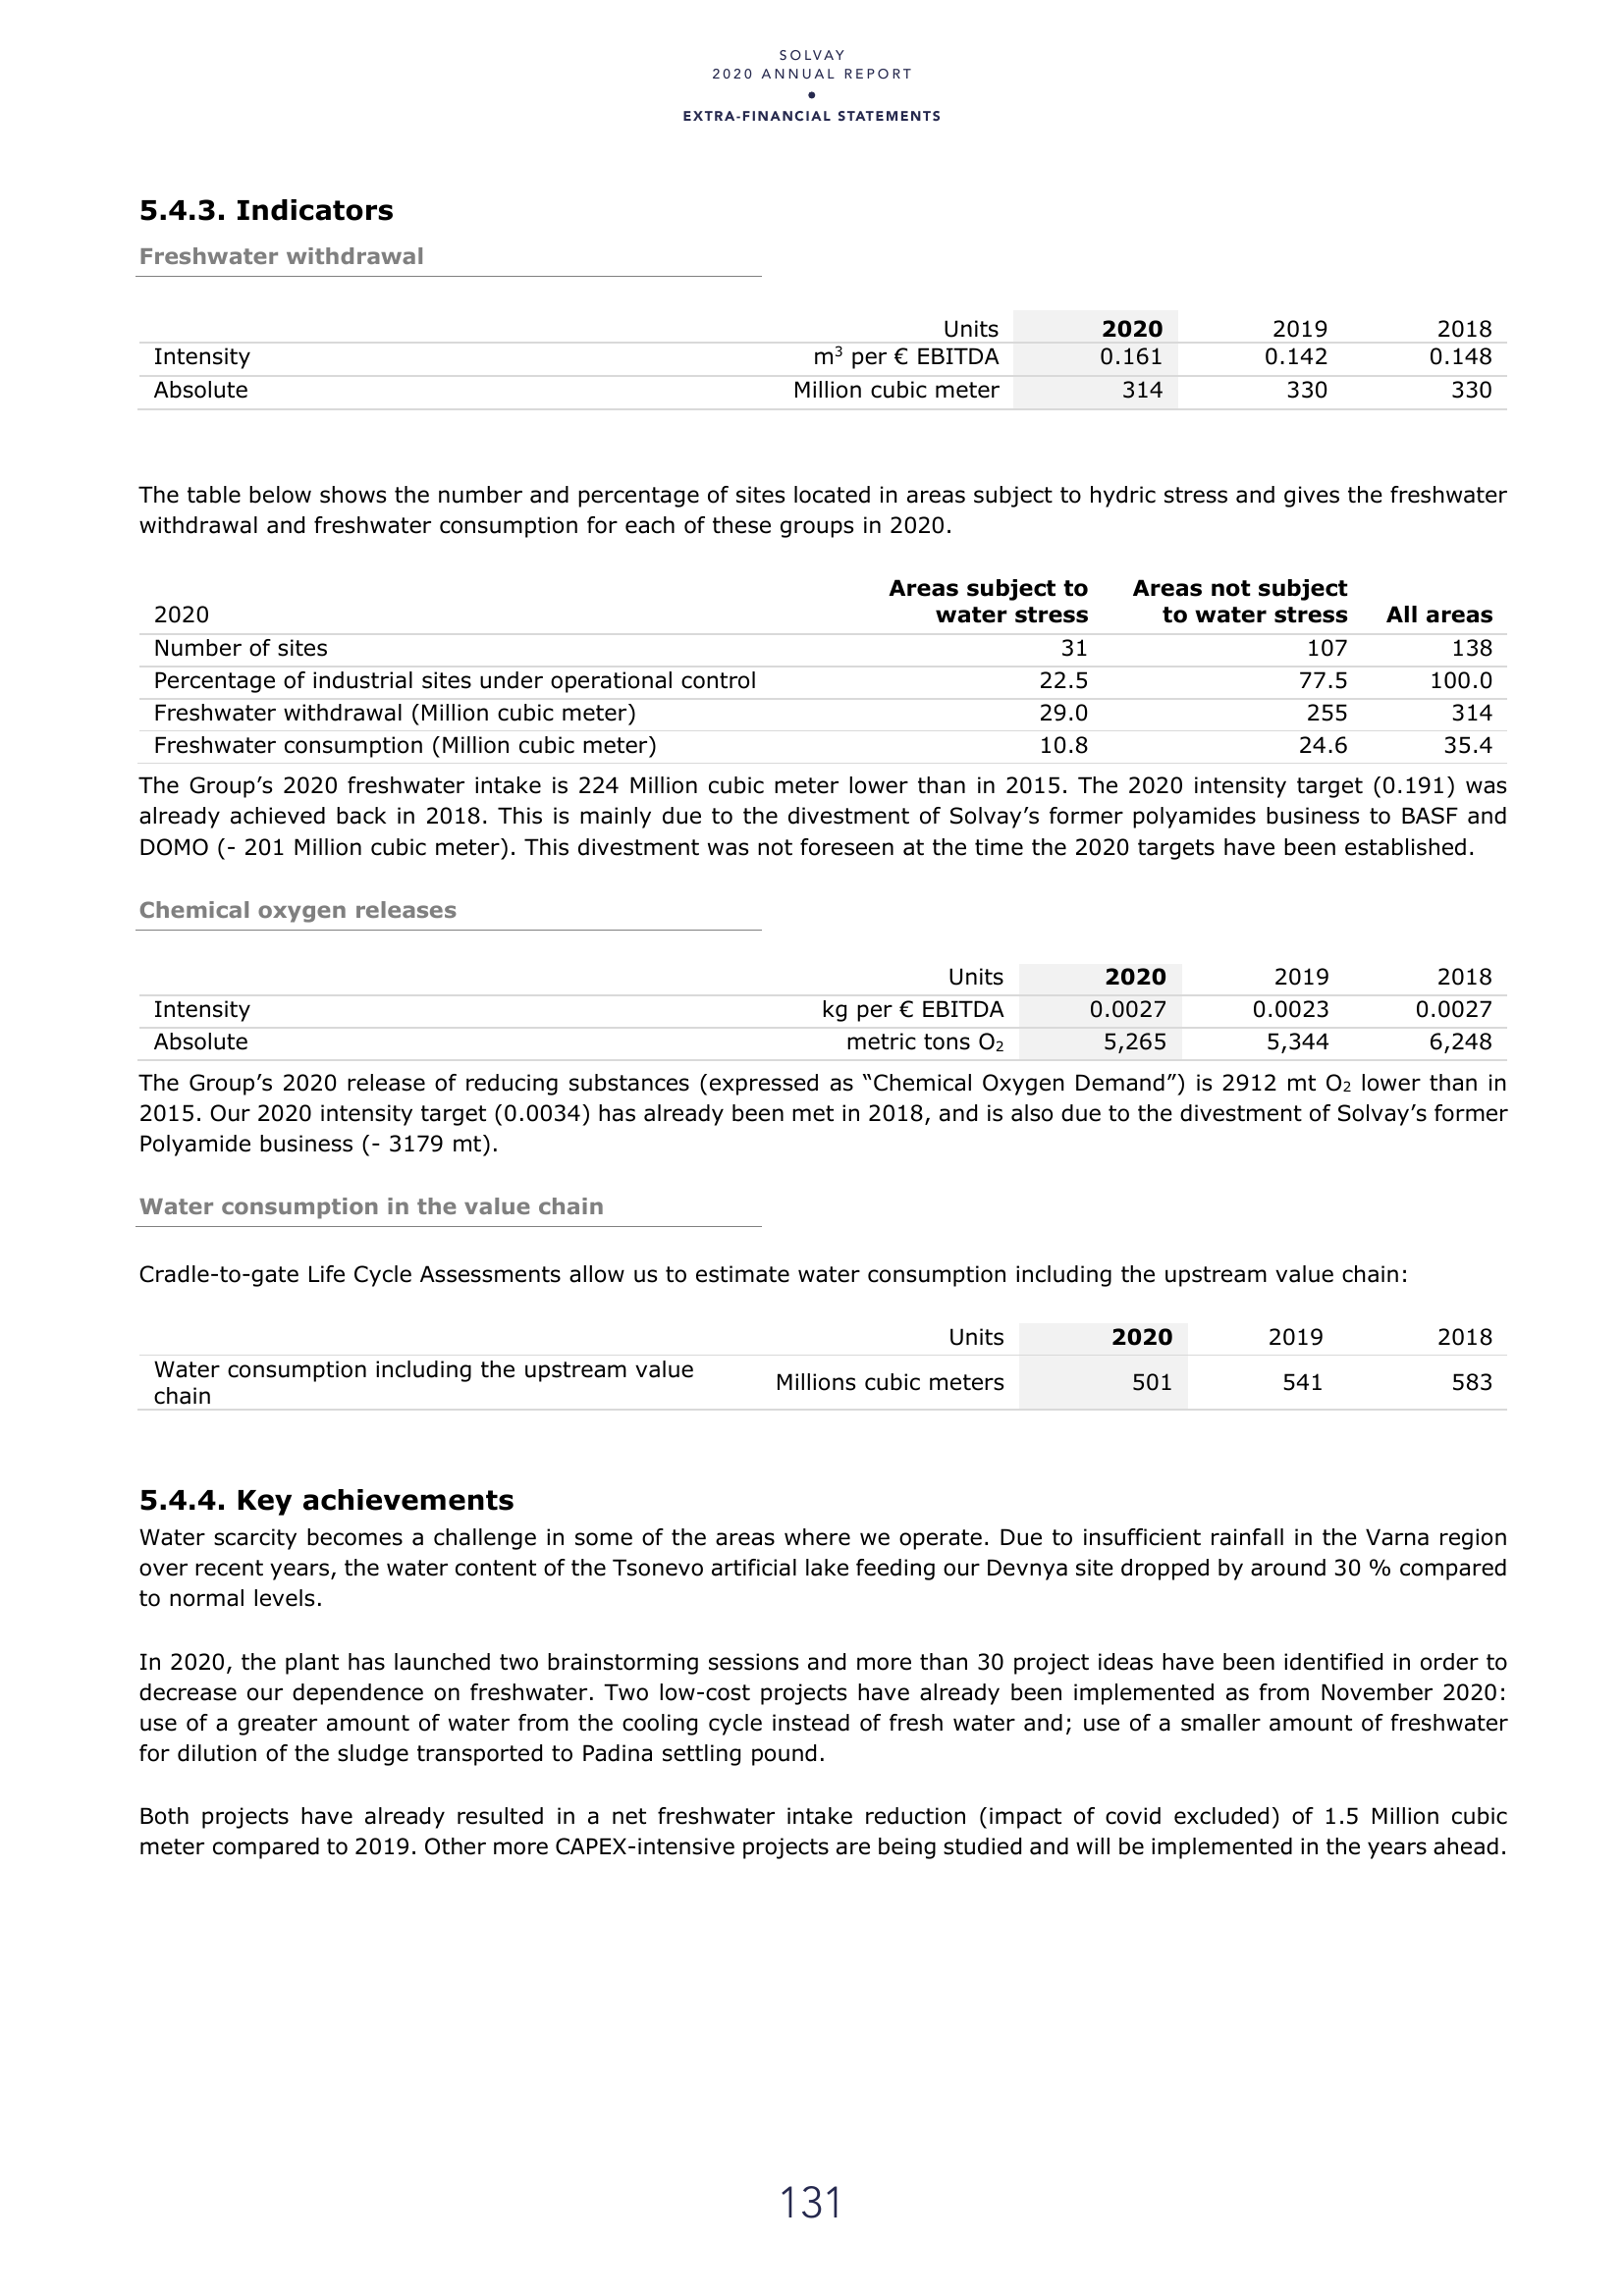 SOLVAY
2020 ANNUAL REPORT
•
EXTRA-FINANCIAL STATEMENTS
5.4.3. Indicators
Freshwater withdrawal
Units 2020 2019 2018
Intensity m³ per € EBITDA 0.161 0.142 0.148
Absolute Million cubic meter 314 330 330
The table below shows the number and percentage of sites located in areas subject to hydric stress and gives the freshwater
withdrawal and freshwater consumption for each of these groups in 2020.
2020 Areas subject to water stress Areas not subject to water stress All areas
Number of sites 31 107 138
Percentage of industrial sites under operational control 22.5 77.5 100.0
Freshwater withdrawal (Million cubic meter) 29.0 255 314
Freshwater consumption (Million cubic meter) 10.8 24.6 35.4
The Group’s 2020 freshwater intake is 224 Million cubic meter lower than in 2015. The 2020 intensity target (0.191) was
already achieved back in 2018. This is mainly due to the divestment of Solvay’s former polyamides business to BASF and
DOMO (- 201 Million cubic meter). This divestment was not foreseen at the time the 2020 targets have been established.
Chemical oxygen releases
Units 2020 2019 2018
Intensity kg per € EBITDA 0.0027 0.0023 0.0027
Absolute metric tons O₂ 5,265 5,344 6,248
The Group’s 2020 release of reducing substances (expressed as “Chemical Oxygen Demand”) is 2912 mt O₂ lower than in
2015. Our 2020 intensity target (0.0034) has already been met in 2018, and is also due to the divestment of Solvay’s former
Polyamide business (- 3179 mt).
Water consumption in the value chain
Cradle-to-gate Life Cycle Assessments allow us to estimate water consumption including the upstream value chain:
Units 2020 2019 2018
Water consumption including the upstream value
chain Millions cubic meters 501 541 583
5.4.4. Key achievements
Water scarcity becomes a challenge in some of the areas where we operate. Due to insufficient rainfall in the Varna region
over recent years, the water content of the Tsonevo artificial lake feeding our Devnya site dropped by around 30 % compared
to normal levels.
In 2020, the plant has launched two brainstorming sessions and more than 30 project ideas have been identified in order to
decrease our dependence on freshwater. Two low-cost projects have already been implemented as from November 2020:
use of a greater amount of water from the cooling cycle instead of fresh water and; use of a smaller amount of freshwater
for dilution of the sludge transported to Padina settling pound.
Both projects have already resulted in a net freshwater intake reduction (impact of covid excluded) of 1.5 Million cubic
meter compared to 2019. Other more CAPEX-intensive projects are being studied and will be implemented in the years ahead.
131